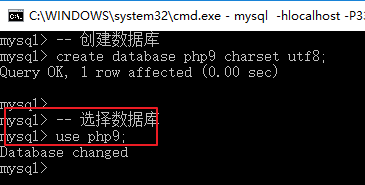 C:\WINDOWS\system32\cmd.exe - mysql -hlocalhost -P3
mysql> -- 创建数据库
mysql> create database php9 charset utf8;
Query OK, 1 row affected (0.00 sec)
mysql>
mysql> -- 选择数据库
mysql> use php9;
Database changed
mysql>